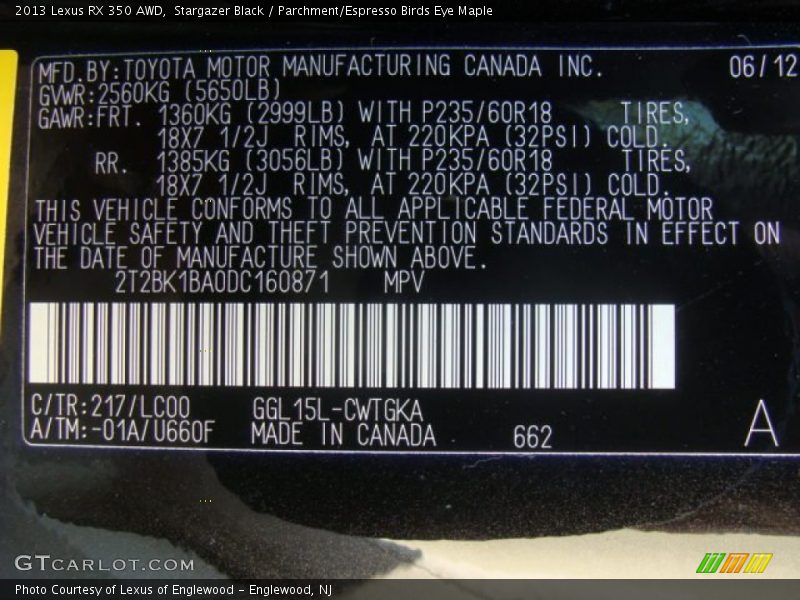 2013 Lexus RX 350 AWD,  Stargazer Black / Parchment/Espresso Birds Eye Maple
MFD.BY:TOYOTA MOTOR MANUFACTURING CANADA INC. 06/12
GVWR:2560KG (5650LB)
GAWR:FRT. 1360KG (2999LB) WITH P235/60R18 TIRES,
18X7 1/2J RIMS, AT 220KPA (32PSI) COLD.
RR. 1385KG (3056LB) WITH P235/60R18 TIRES,
18X7 1/2J RIMS, AT 220KPA (32PSI) COLD.
THIS VEHICLE CONFORMS TO ALL APPLICABLE FEDERAL MOTOR
VEHICLE SAFETY AND THEFT PREVENTION STANDARDS IN EFFECT ON
THE DATE OF MANUFACTURE SHOWN ABOVE.
2T2BK1BA0DC160871 MPV
C/TR:217/LC00 GGL15L-CWTGKA
A/TM:-01A/U660F MADE IN CANADA 662 A
GTCARLOT.COM
Photo Courtesy of Lexus of Englewood - Englewood, NJ